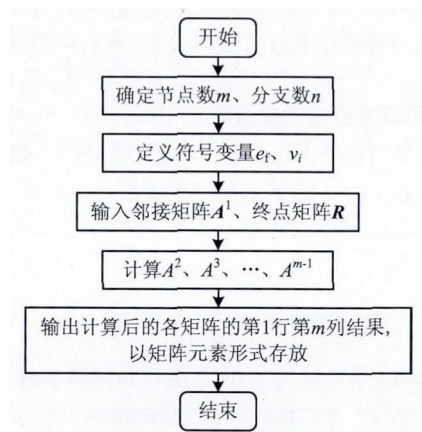 开始
确定节点数m、分支数n
定义符号变量e_f、v_i
输入邻接矩阵A^1、终点矩阵R
计算A^2、A^3、…、A^{m-1}
输出计算后的各矩阵的第1行第m列结果,
以矩阵元素形式存放
结束